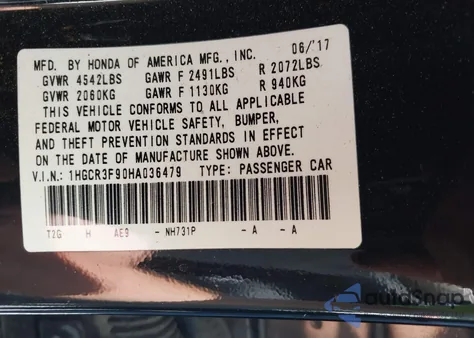 MFD. BY HONDA OF AMERICA MFG., INC. 06/'17
GVWR 4542LBS GAWR F 2491LBS R 2072LBS
GVWR 2060KG GAWR F 1130KG R 940KG
THIS VEHICLE CONFORMS TO ALL APPLICABLE
FEDERAL MOTOR VEHICLE SAFETY, BUMPER,
AND THEFT PREVENTION STANDARDS IN EFFECT
ON THE DATE OF MANUFACTURE SHOWN ABOVE.
V.I.N.: 1HGCR3F90HA036479 TYPE: PASSENGER CAR
T2G H AE9 - NH731P - A - A
autoSnap